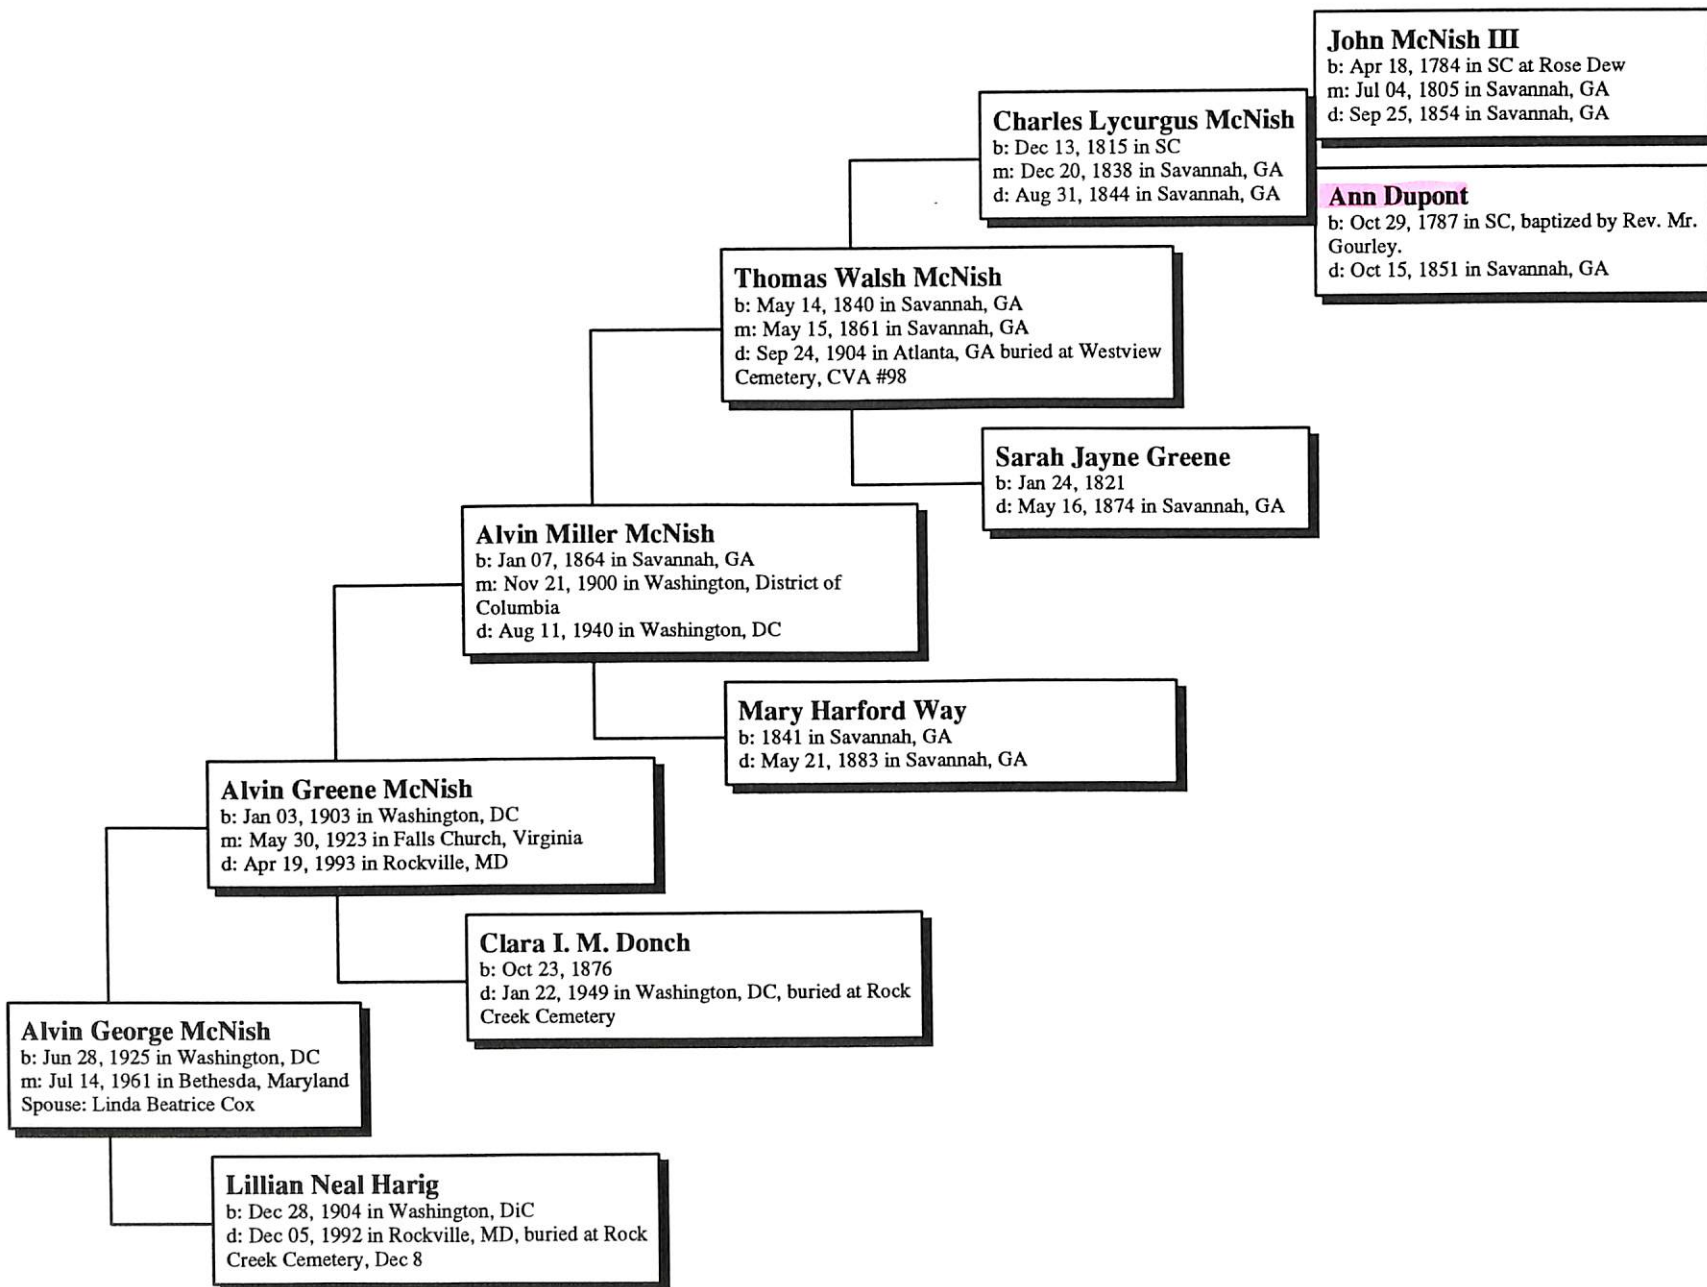 John McNish III
b: Apr 18, 1784 in SC at Rose Dew
m: Jul 04, 1805 in Savannah, GA
d: Sep 25, 1854 in Savannah, GA
Charles Lycurgus McNish
b: Dec 13, 1815 in SC
m: Dec 20, 1838 in Savannah, GA
d: Aug 31, 1844 in Savannah, GA
Ann Dupont
b: Oct 29, 1787 in SC, baptized by Rev. Mr.
Gourley.
d: Oct 15, 1851 in Savannah, GA
Thomas Walsh McNish
b: May 14, 1840 in Savannah, GA
m: May 15, 1861 in Savannah, GA
d: Sep 24, 1904 in Atlanta, GA buried at Westview
Cemetery, CVA #98
Sarah Jayne Greene
b: Jan 24, 1821
d: May 16, 1874 in Savannah, GA
Alvin Miller McNish
b: Jan 07, 1864 in Savannah, GA
m: Nov 21, 1900 in Washington, District of
Columbia
d: Aug 11, 1940 in Washington, DC
Mary Harford Way
b: 1841 in Savannah, GA
d: May 21, 1883 in Savannah, GA
Alvin Greene McNish
b: Jan 03, 1903 in Washington, DC
m: May 30, 1923 in Falls Church, Virginia
d: Apr 19, 1993 in Rockville, MD
Clara I. M. Donch
b: Oct 23, 1876
d: Jan 22, 1949 in Washington, DC, buried at Rock
Creek Cemetery
Alvin George McNish
b: Jun 28, 1925 in Washington, DC
m: Jul 14, 1961 in Bethesda, Maryland
Spouse: Linda Beatrice Cox
Lillian Neal Harig
b: Dec 28, 1904 in Washington, DiC
d: Dec 05, 1992 in Rockville, MD, buried at Rock
Creek Cemetery, Dec 8